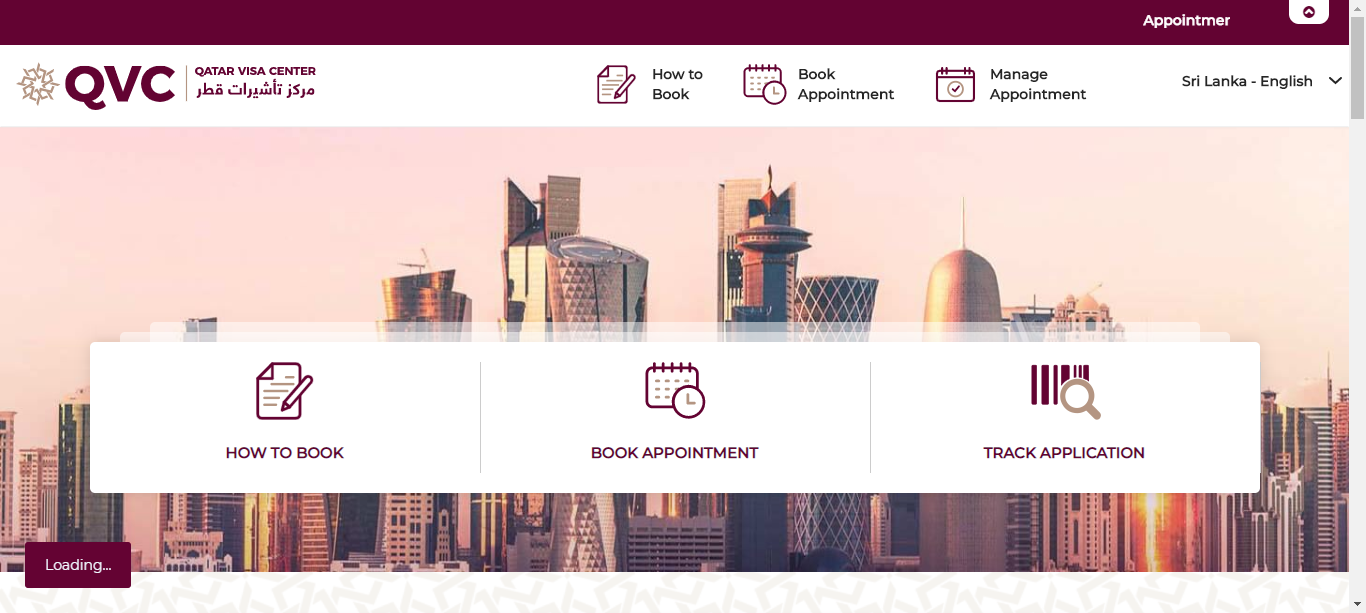 Appointmer
QVC
QATAR VISA CENTER
مركز تأشيرات قطر
How to
Book
Book
Appointment
Manage
Appointment
Sri Lanka - English
HOW TO BOOK
BOOK APPOINTMENT
TRACK APPLICATION
Loading...